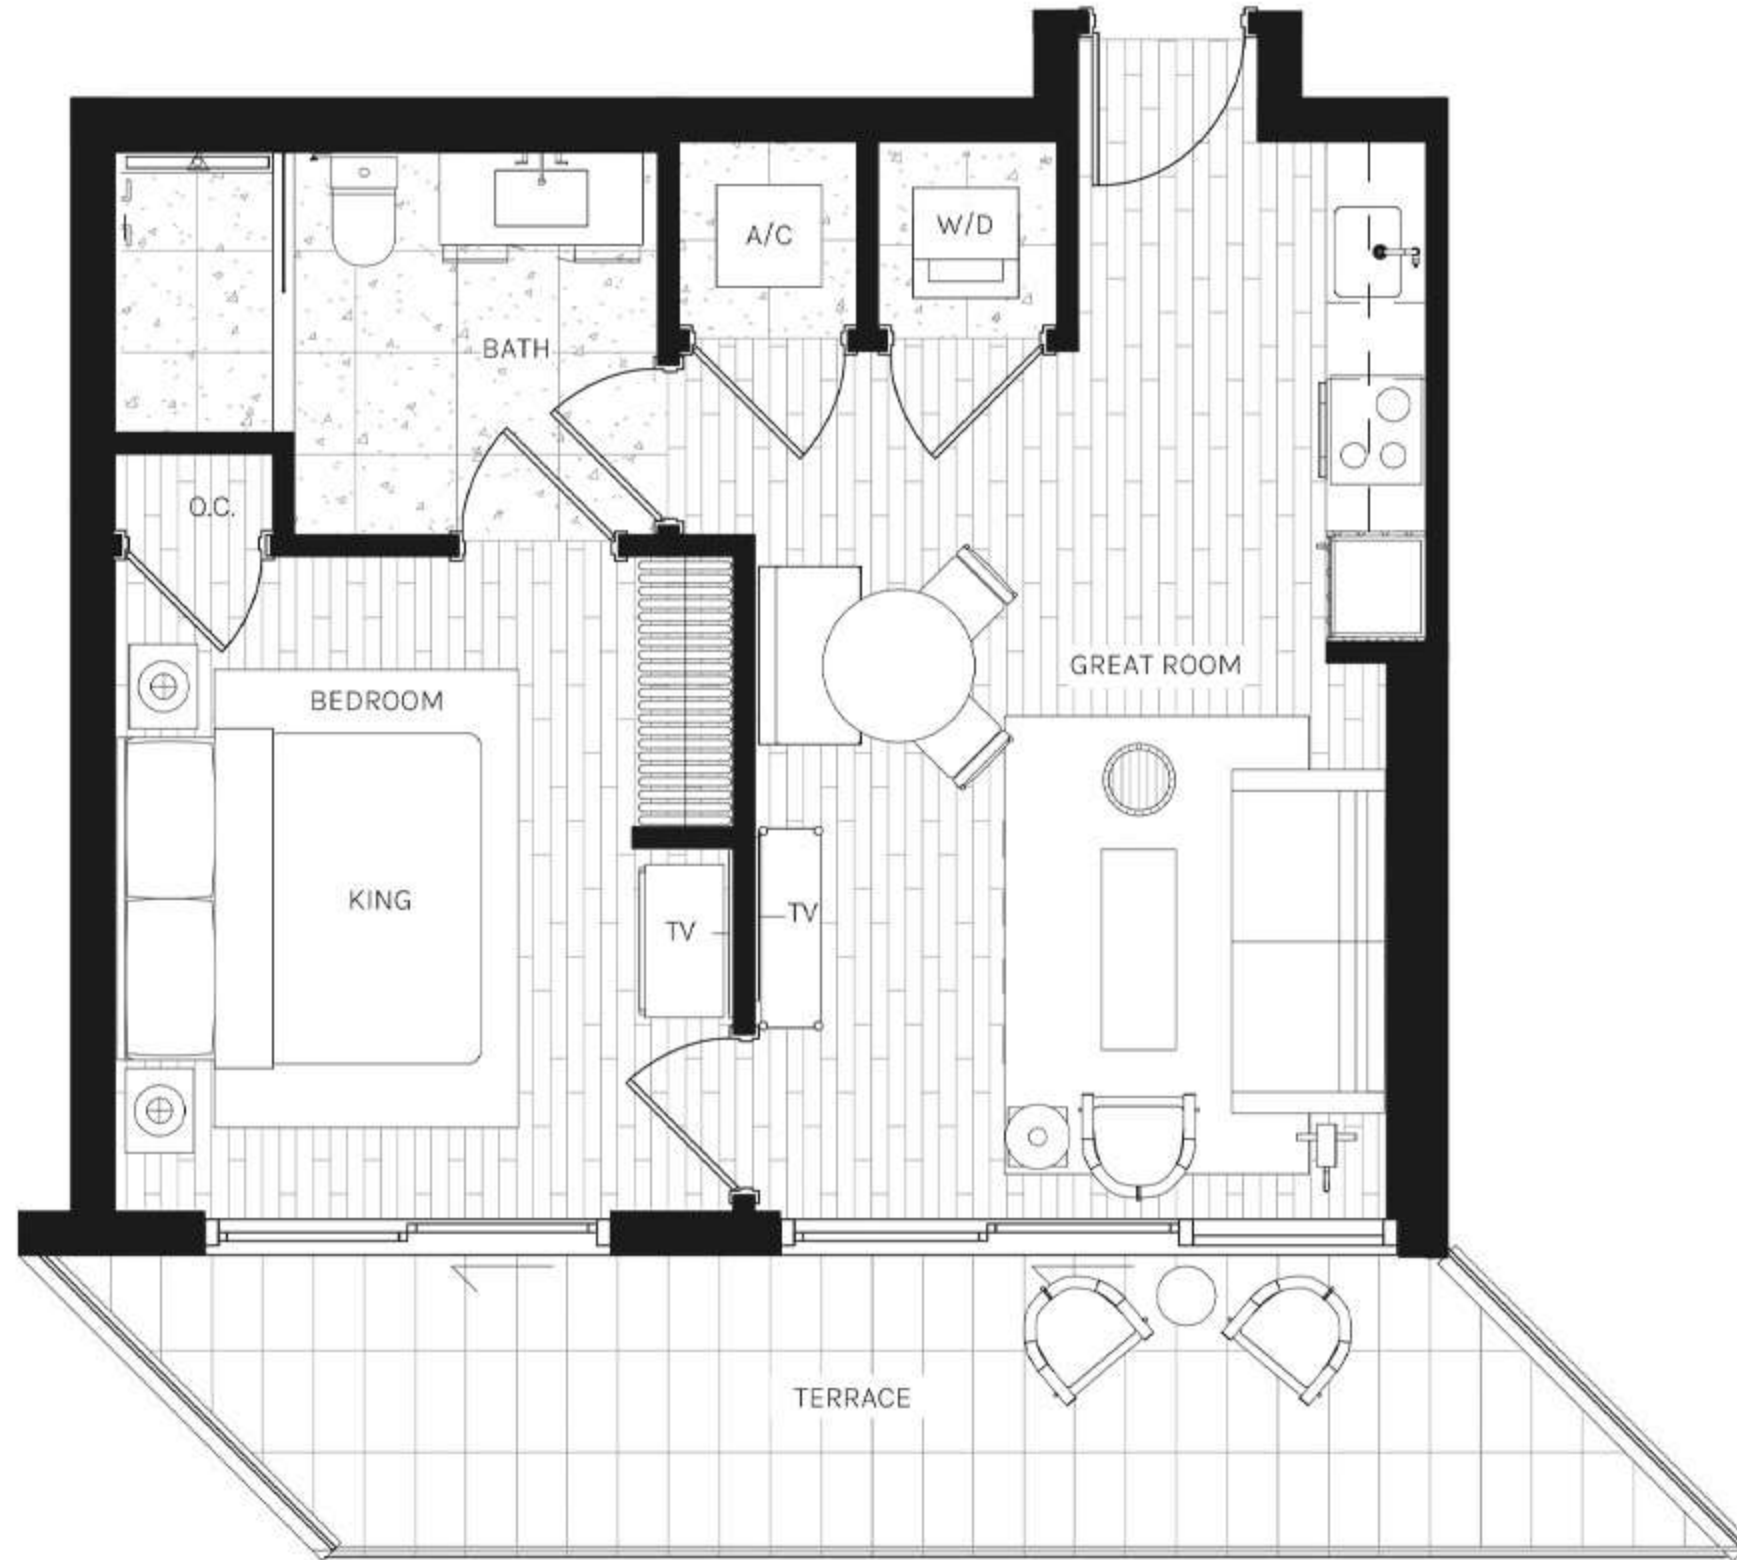 A/C
W/D
BATH
O.C.
GREAT ROOM
BEDROOM
KING
TV
TV
TERRACE